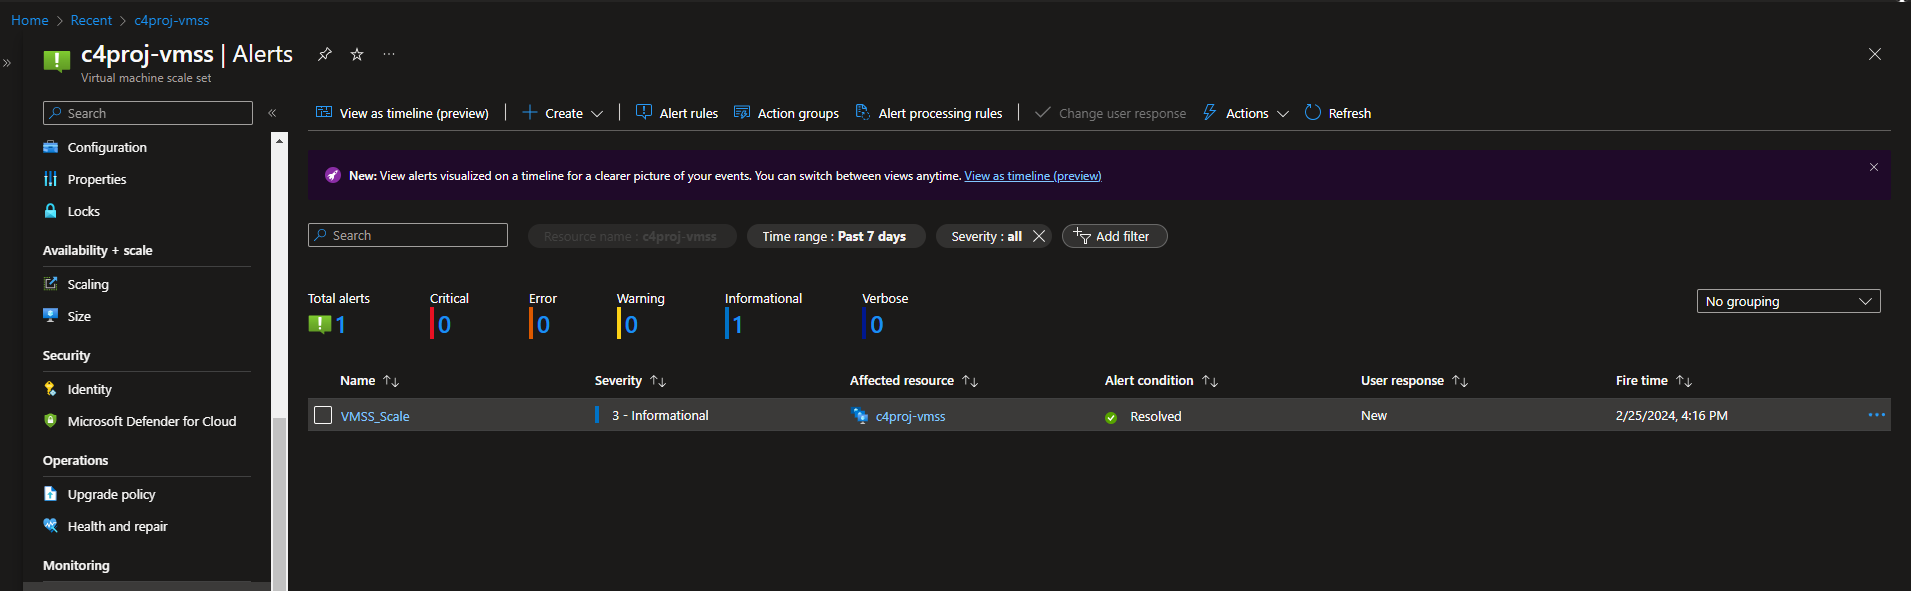 Home > Recent > c4proj-vmss
c4proj-vmss | Alerts
Virtual machine scale set
Search
Configuration
Properties
Locks
Availability + scale
Scaling
Size
Security
Identity
Microsoft Defender for Cloud
Operations
Upgrade policy
Health and repair
Monitoring
View as timeline (preview) Create Alert rules Action groups Alert processing rules Change user response Actions Refresh
New: View alerts visualized on a timeline for a clearer picture of your events. You can switch between views anytime. View as timeline (preview)
Search Resource name : c4proj-vmss Time range : Past 7 days Severity : all Add filter
Total alerts Critical Error Warning Informational Verbose
1 0 0 0 1 0
No grouping
Name Severity Affected resource Alert condition User response Fire time
VMSS_Scale 3 - Informational c4proj-vmss Resolved New 2/25/2024, 4:16 PM